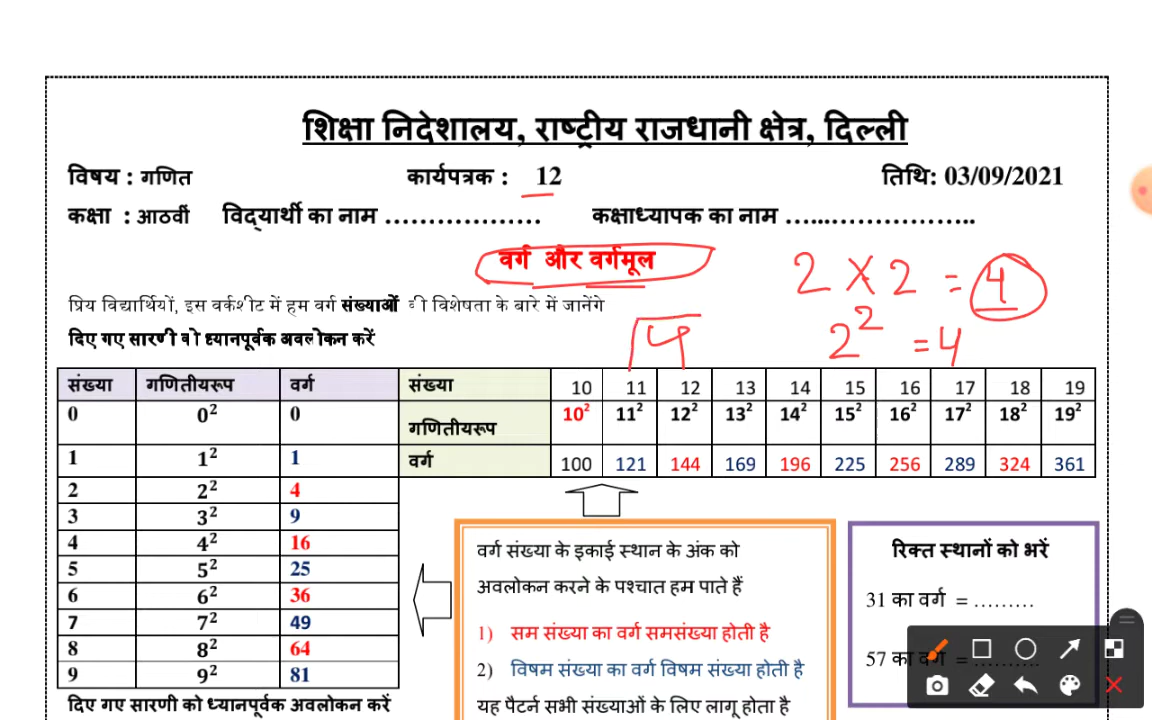 शिक्षा निदेशालय, राष्ट्रीय राजधानी क्षेत्र, दिल्ली
विषय : गणित कार्यपत्रक : 12 तिथि: 03/09/2021
कक्षा : आठवीं विद्यार्थी का नाम ……………… कक्षाध्यापक का नाम …...……………..
वर्ग और वर्गमूल
2 × 2 = 4
प्रिय विद्यार्थियों, इस वर्कशीट में हम वर्ग संख्याओं की विशेषता के बारे में जानेंगे
√4 2² = 4
दिए गए सारणी को ध्यानपूर्वक अवलोकन करें
संख्या गणितीयरूप वर्ग
0 0² 0
1 1² 1
2 2² 4
3 3² 9
4 4² 16
5 5² 25
6 6² 36
7 7² 49
8 8² 64
9 9² 81
संख्या 10 11 12 13 14 15 16 17 18 19
गणितीयरूप 10² 11² 12² 13² 14² 15² 16² 17² 18² 19²
वर्ग 100 121 144 169 196 225 256 289 324 361
वर्ग संख्या के इकाई स्थान के अंक को
अवलोकन करने के पश्चात हम पाते हैं
1) सम संख्या का वर्ग समसंख्या होती है
2) विषम संख्या का वर्ग विषम संख्या होती है
यह पैटर्न सभी संख्याओं के लिए लागू होता है
रिक्त स्थानों को भरें
31 का वर्ग = ………
57 का वर्ग = ………
दिए गए सारणी को ध्यानपूर्वक अवलोकन करें